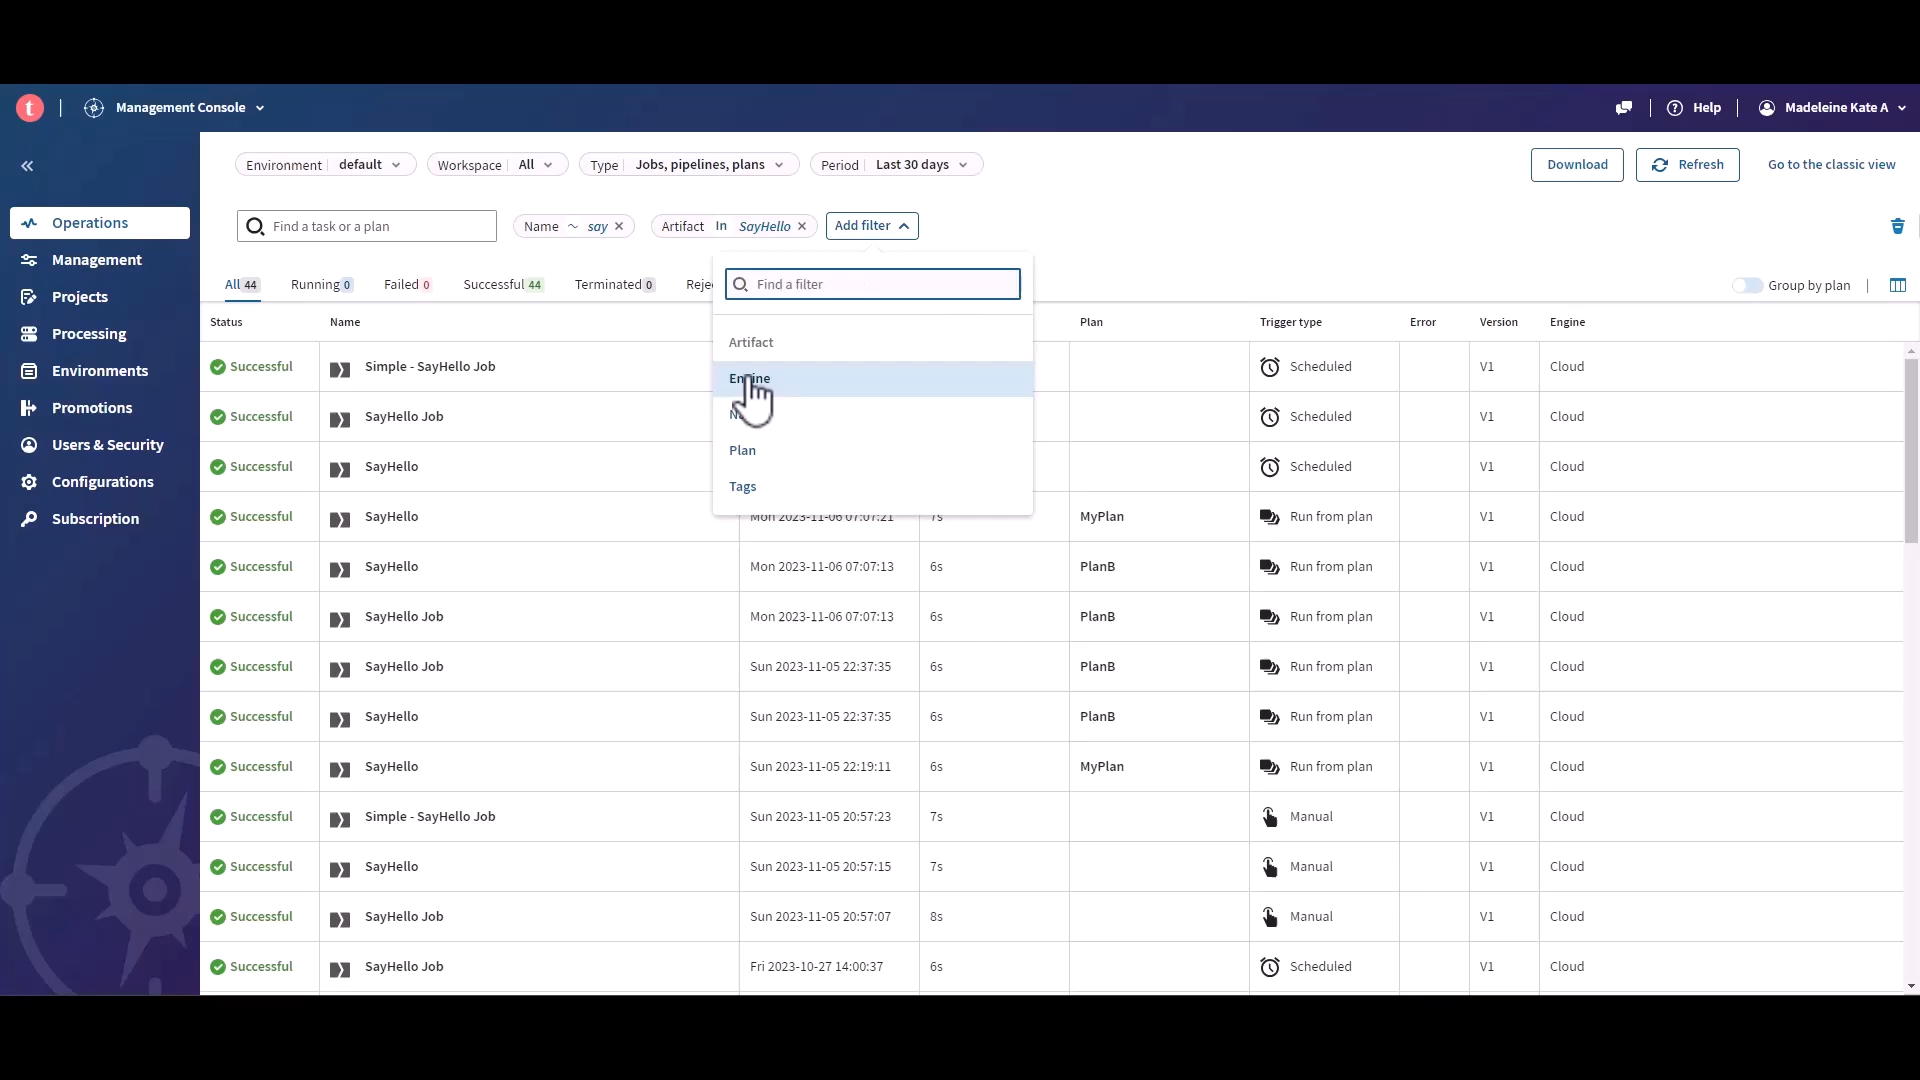 t | Management Console
Help
Madeleine Kate A
Environment default
Workspace All
Type Jobs, pipelines, plans
Period Last 30 days
Download
Refresh
Go to the classic view
Operations
Management
Projects
Processing
Environments
Promotions
Users & Security
Configurations
Subscription
Find a task or a plan
Name ~ say
Artifact In SayHello
Add filter
All 44
Running 0
Failed 0
Successful 44
Terminated 0
Group by plan
Find a filter
Artifact
Engine
Plan
Tags
Status Name Plan Trigger type Error Version Engine
Successful Simple - SayHello Job Scheduled V1 Cloud
Successful SayHello Job Scheduled V1 Cloud
Successful SayHello Scheduled V1 Cloud
Successful SayHello Mon 2023-11-06 07:07:21 7s MyPlan Run from plan V1 Cloud
Successful SayHello Mon 2023-11-06 07:07:13 6s PlanB Run from plan V1 Cloud
Successful SayHello Job Mon 2023-11-06 07:07:13 6s PlanB Run from plan V1 Cloud
Successful SayHello Job Sun 2023-11-05 22:37:35 6s PlanB Run from plan V1 Cloud
Successful SayHello Sun 2023-11-05 22:37:35 6s PlanB Run from plan V1 Cloud
Successful SayHello Sun 2023-11-05 22:19:11 6s MyPlan Run from plan V1 Cloud
Successful Simple - SayHello Job Sun 2023-11-05 20:57:23 7s Manual V1 Cloud
Successful SayHello Sun 2023-11-05 20:57:15 7s Manual V1 Cloud
Successful SayHello Job Sun 2023-11-05 20:57:07 8s Manual V1 Cloud
Successful SayHello Job Fri 2023-10-27 14:00:37 6s Scheduled V1 Cloud